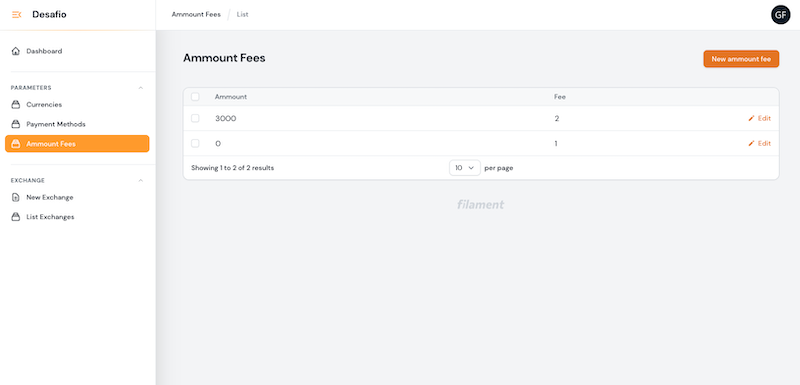 Desafio
Ammount Fees / List
GF
Dashboard
PARAMETERS
Currencies
Payment Methods
Ammount Fees
EXCHANGE
New Exchange
List Exchanges
Ammount Fees
New ammount fee
Ammount Fee
3000 2 Edit
0 1 Edit
Showing 1 to 2 of 2 results 10 per page
filament